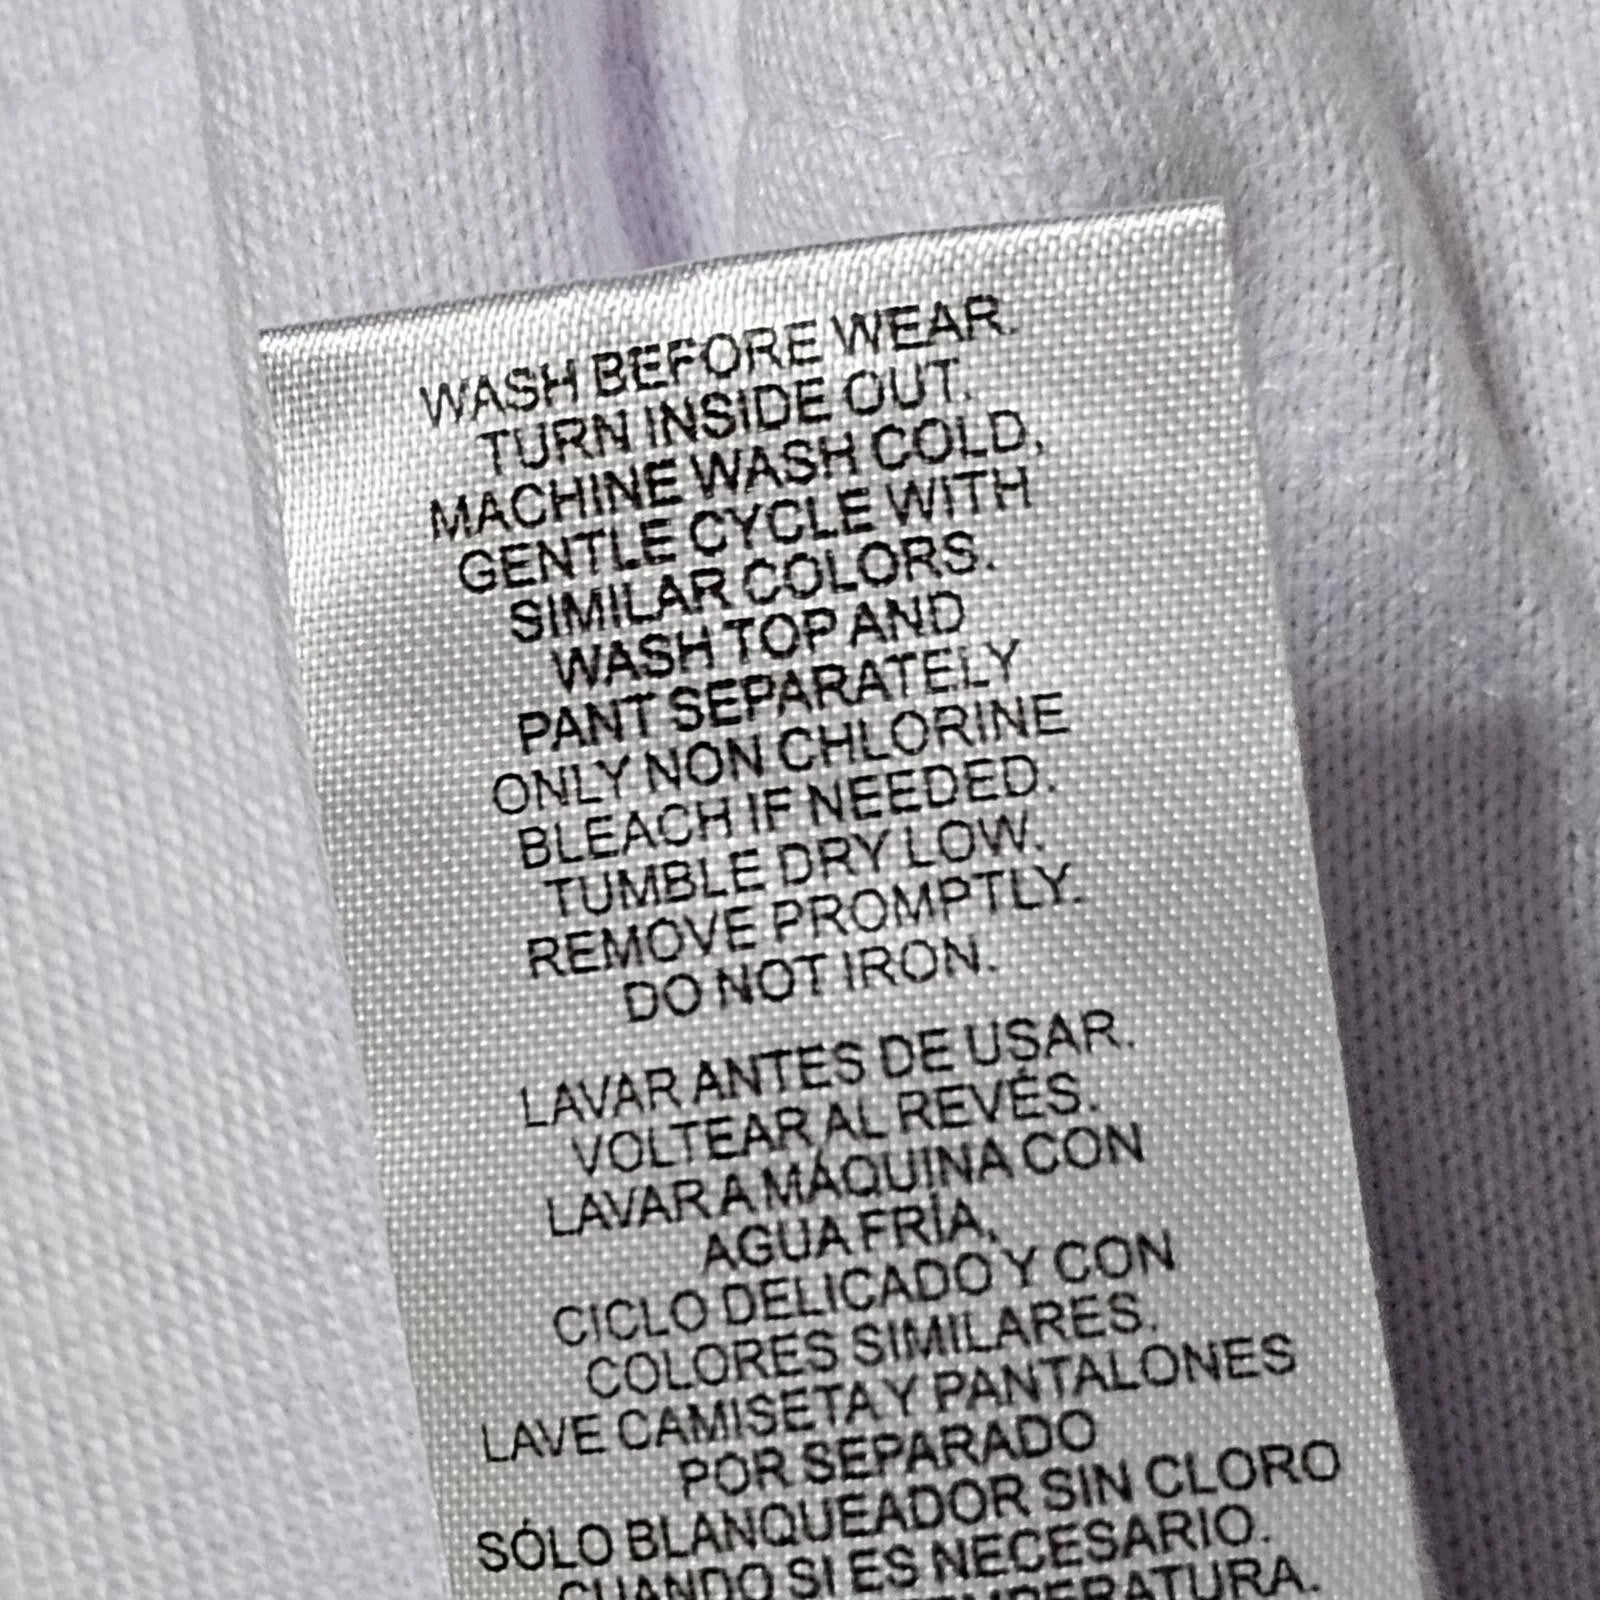 WASH BEFORE WEAR.
TURN INSIDE OUT.
MACHINE WASH COLD,
GENTLE CYCLE WITH
SIMILAR COLORS.
WASH TOP AND
PANT SEPARATELY
ONLY NON CHLORINE
BLEACH IF NEEDED.
TUMBLE DRY LOW.
REMOVE PROMPTLY.
DO NOT IRON.
LAVAR ANTES DE USAR.
VOLTEAR AL REVÉS.
LAVAR A MÁQUINA CON
AGUA FRÍA,
CICLO DELICADO Y CON
COLORES SIMILARES.
LAVE CAMISETA Y PANTALONES
POR SEPARADO
SÓLO BLANQUEADOR SIN CLORO
CUANDO SI ES NECESARIO.
TEMPERATURA.